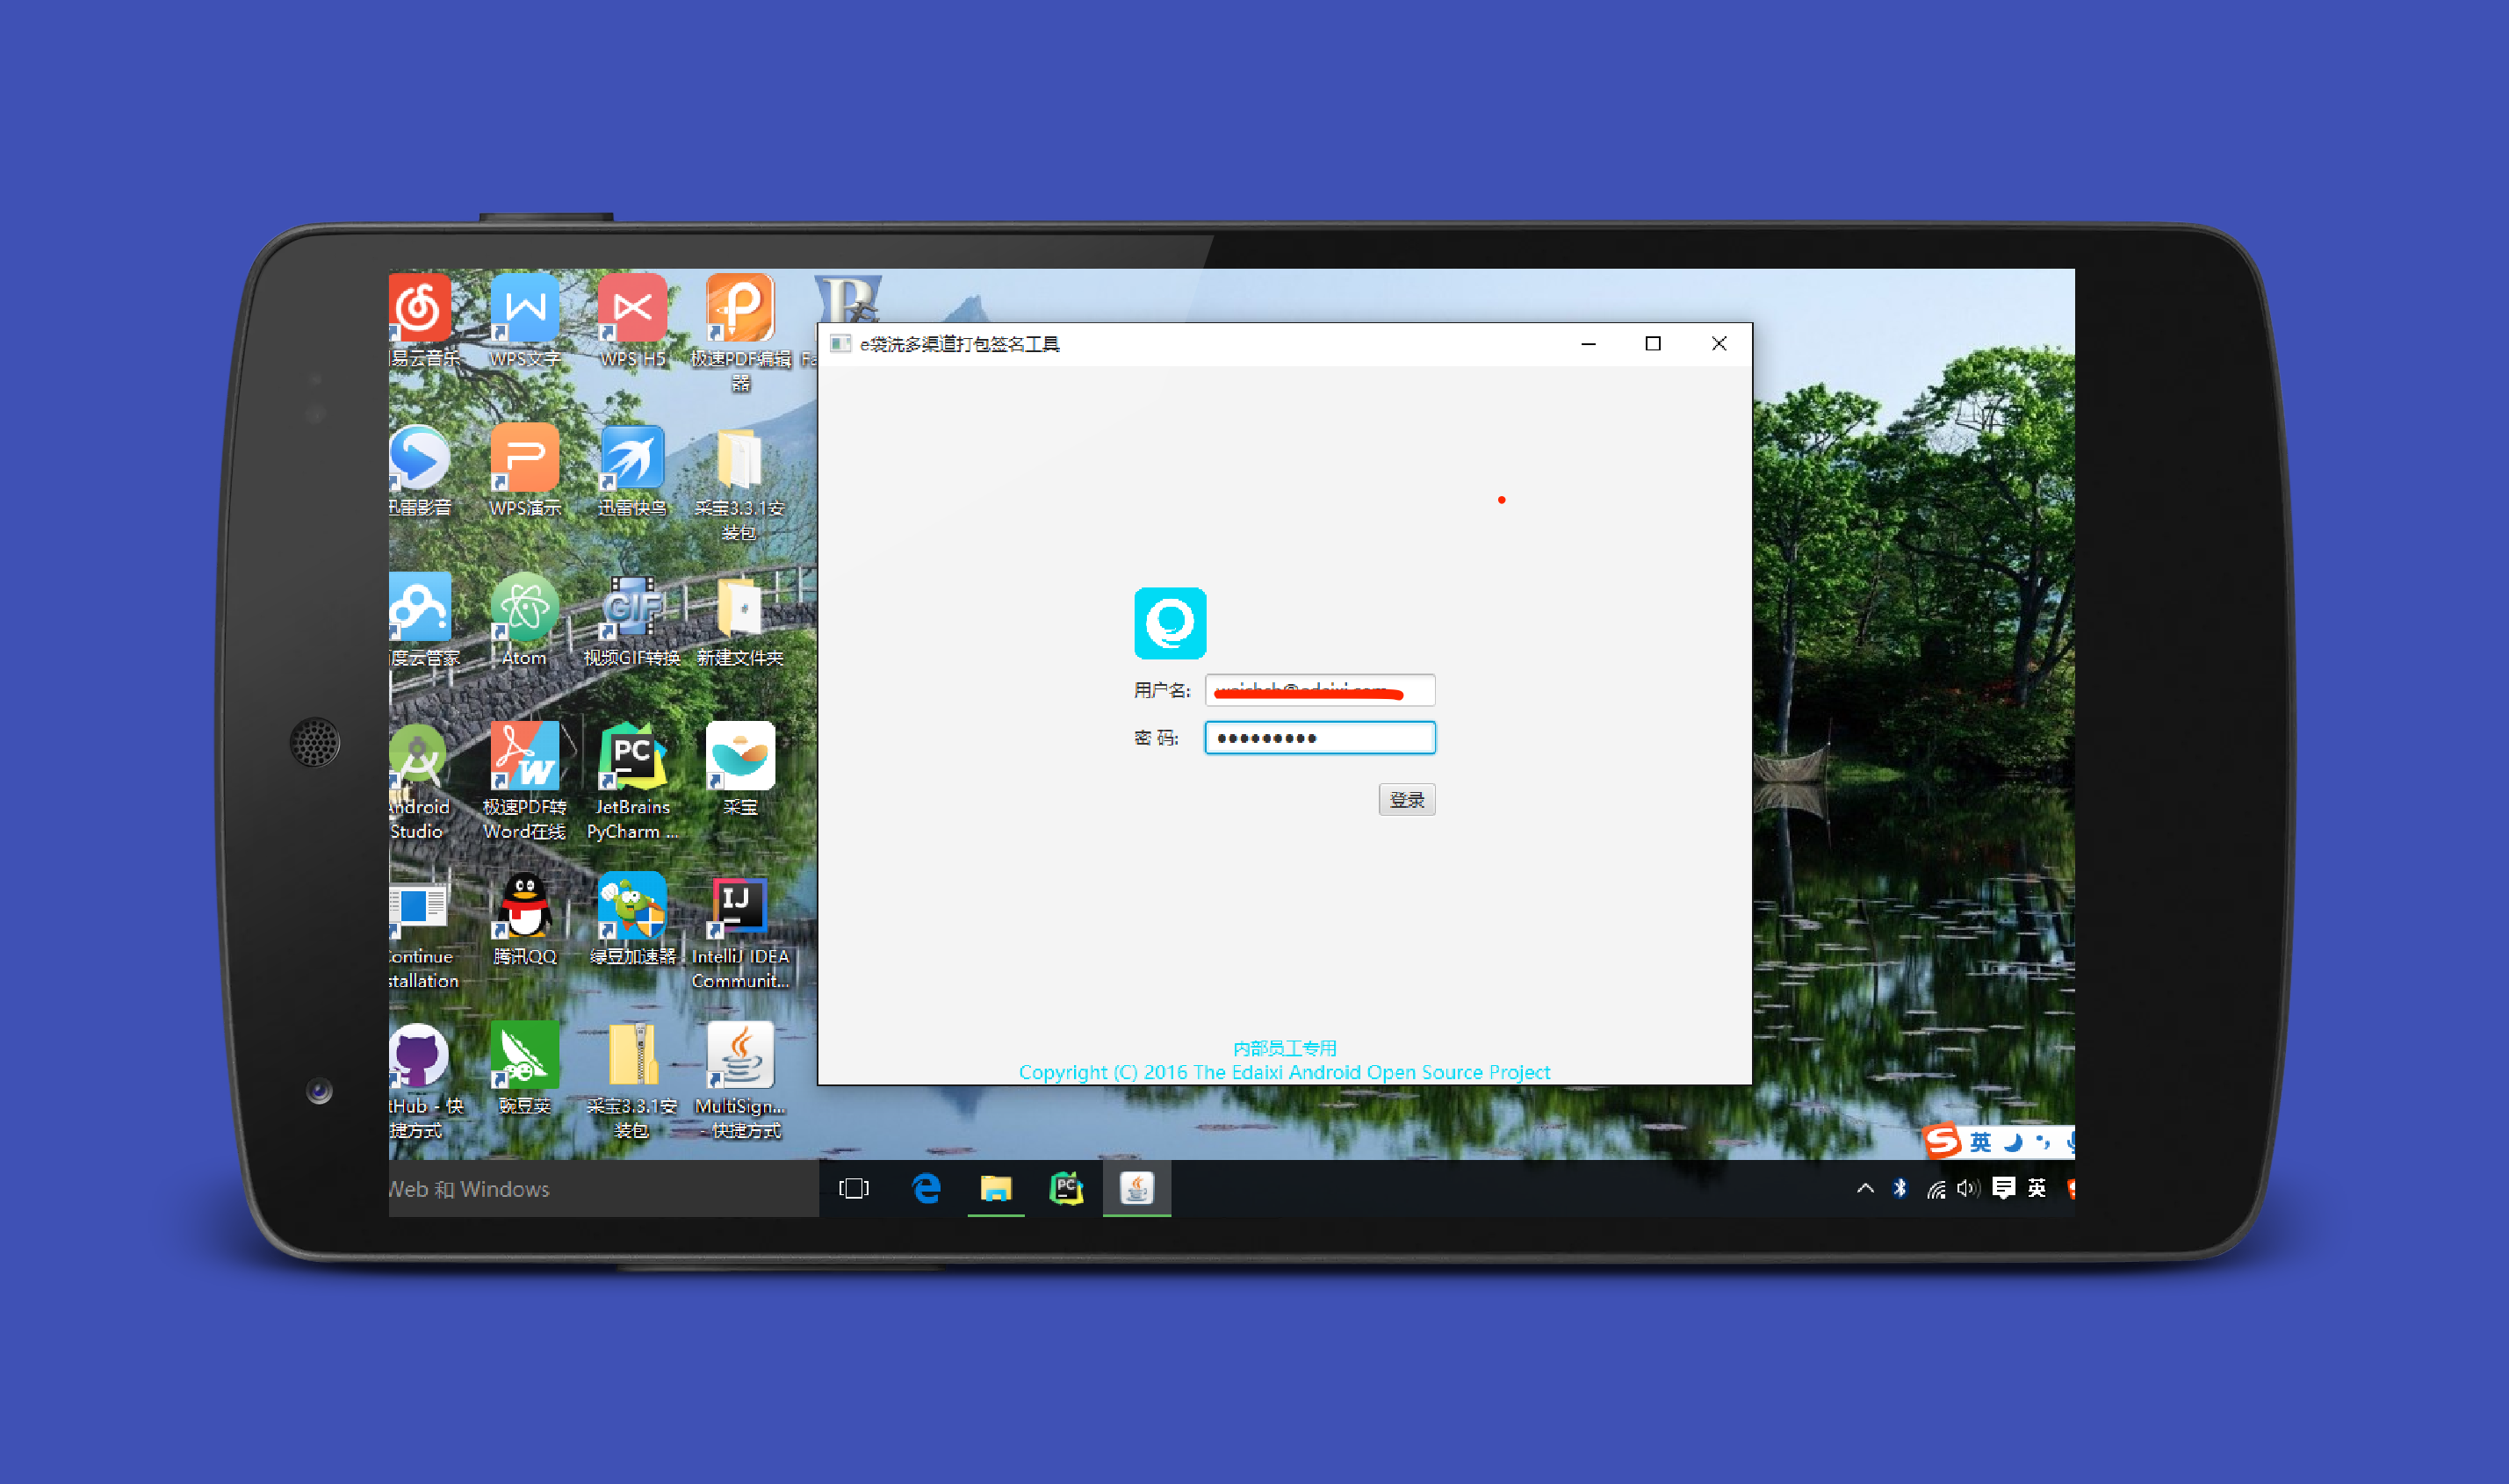 易云音乐
WPS文字
WPS H5
极速PDF编辑
器
e袋洗多渠道打包签名工具
迅雷影音
WPS演示
迅雷快鸟
采宝3.3.1安
装包
GIF
度云管家
Atom
视频GIF转换
新建文件夹
用户名:
密 码:
登录
PC
Android
Studio
极速PDF转
Word在线
JetBrains
PyCharm ...
采宝
IJ
ontinue
stallation
腾讯QQ
绿豆加速器
IntelliJ IDEA
Communit...
tHub - 快
捷方式
豌豆荚
采宝3.3.1安
装包
MultiSign...
- 快捷方式
内部员工专用
Copyright (C) 2016 The Edaixi Android Open Source Project
英
Web 和 Windows
PC
英